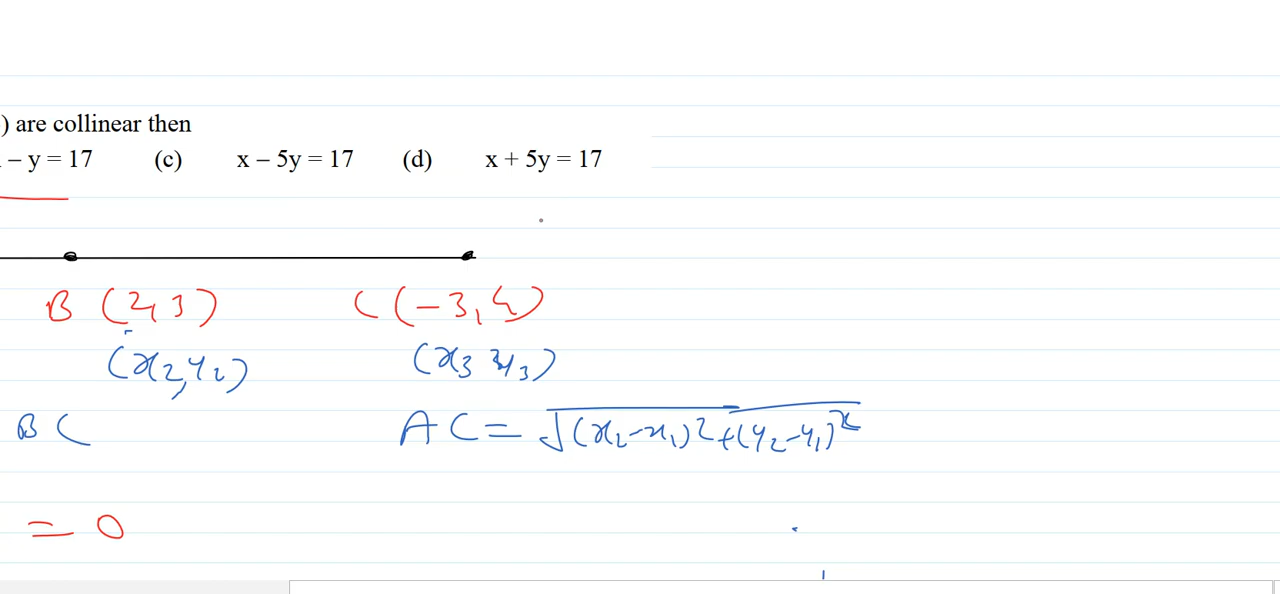 ) are collinear then
– y = 17 (c) x – 5y = 17 (d) x + 5y = 17
B (2, 3) C (-3, 4)
(x2, y2) (x3 y3)
BC AC = √(x2-x1)2+(y2-y1)2
= 0